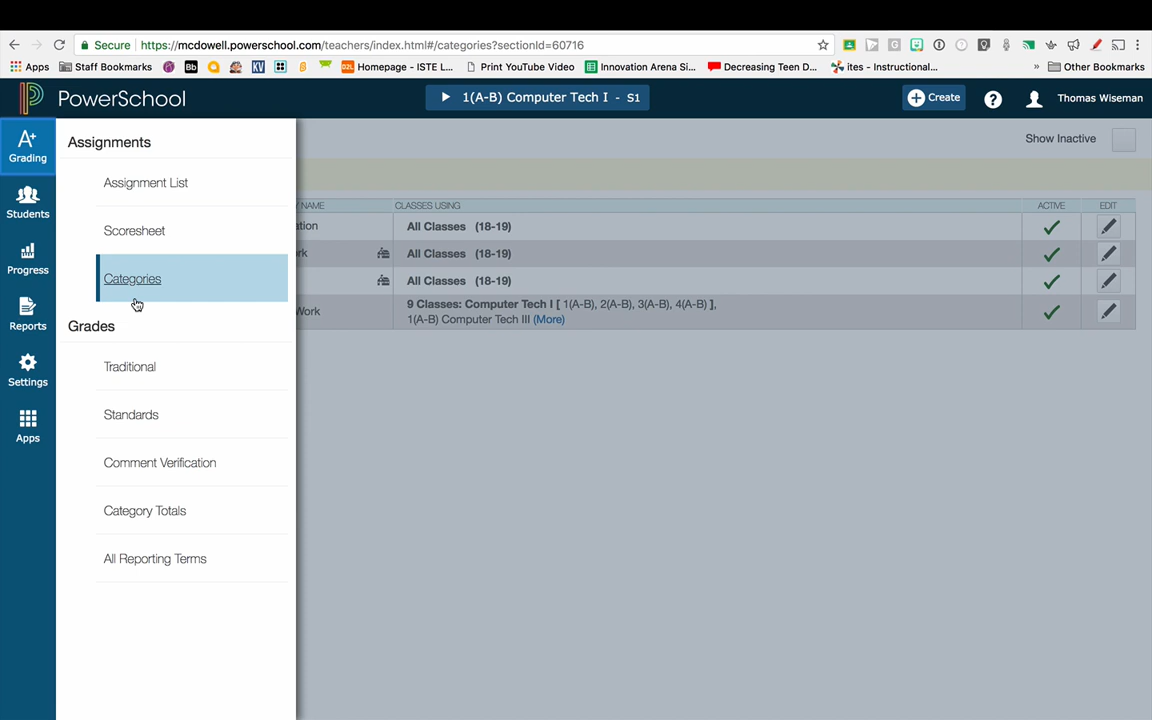 Secure https://mcdowell.powerschool.com/teachers/index.html#/categories?sectionId=60716
Apps Staff Bookmarks Bb KV D2L Homepage - ISTE L... Print YouTube Video Innovation Arena Si... Decreasing Teen D... ites - Instructional... » Other Bookmarks
PowerSchool 1(A-B) Computer Tech I - S1 Create ? Thomas Wiseman
A+ Grading
Students
Progress
Reports
Settings
Apps
Assignments
Assignment List
Scoresheet
Categories
Grades
Traditional
Standards
Comment Verification
Category Totals
All Reporting Terms
Show Inactive
NAME CLASSES USING ACTIVE EDIT
ation All Classes (18-19)
rk All Classes (18-19)
All Classes (18-19)
Work 9 Classes: Computer Tech I [ 1(A-B), 2(A-B), 3(A-B), 4(A-B) ],
1(A-B) Computer Tech III (More)